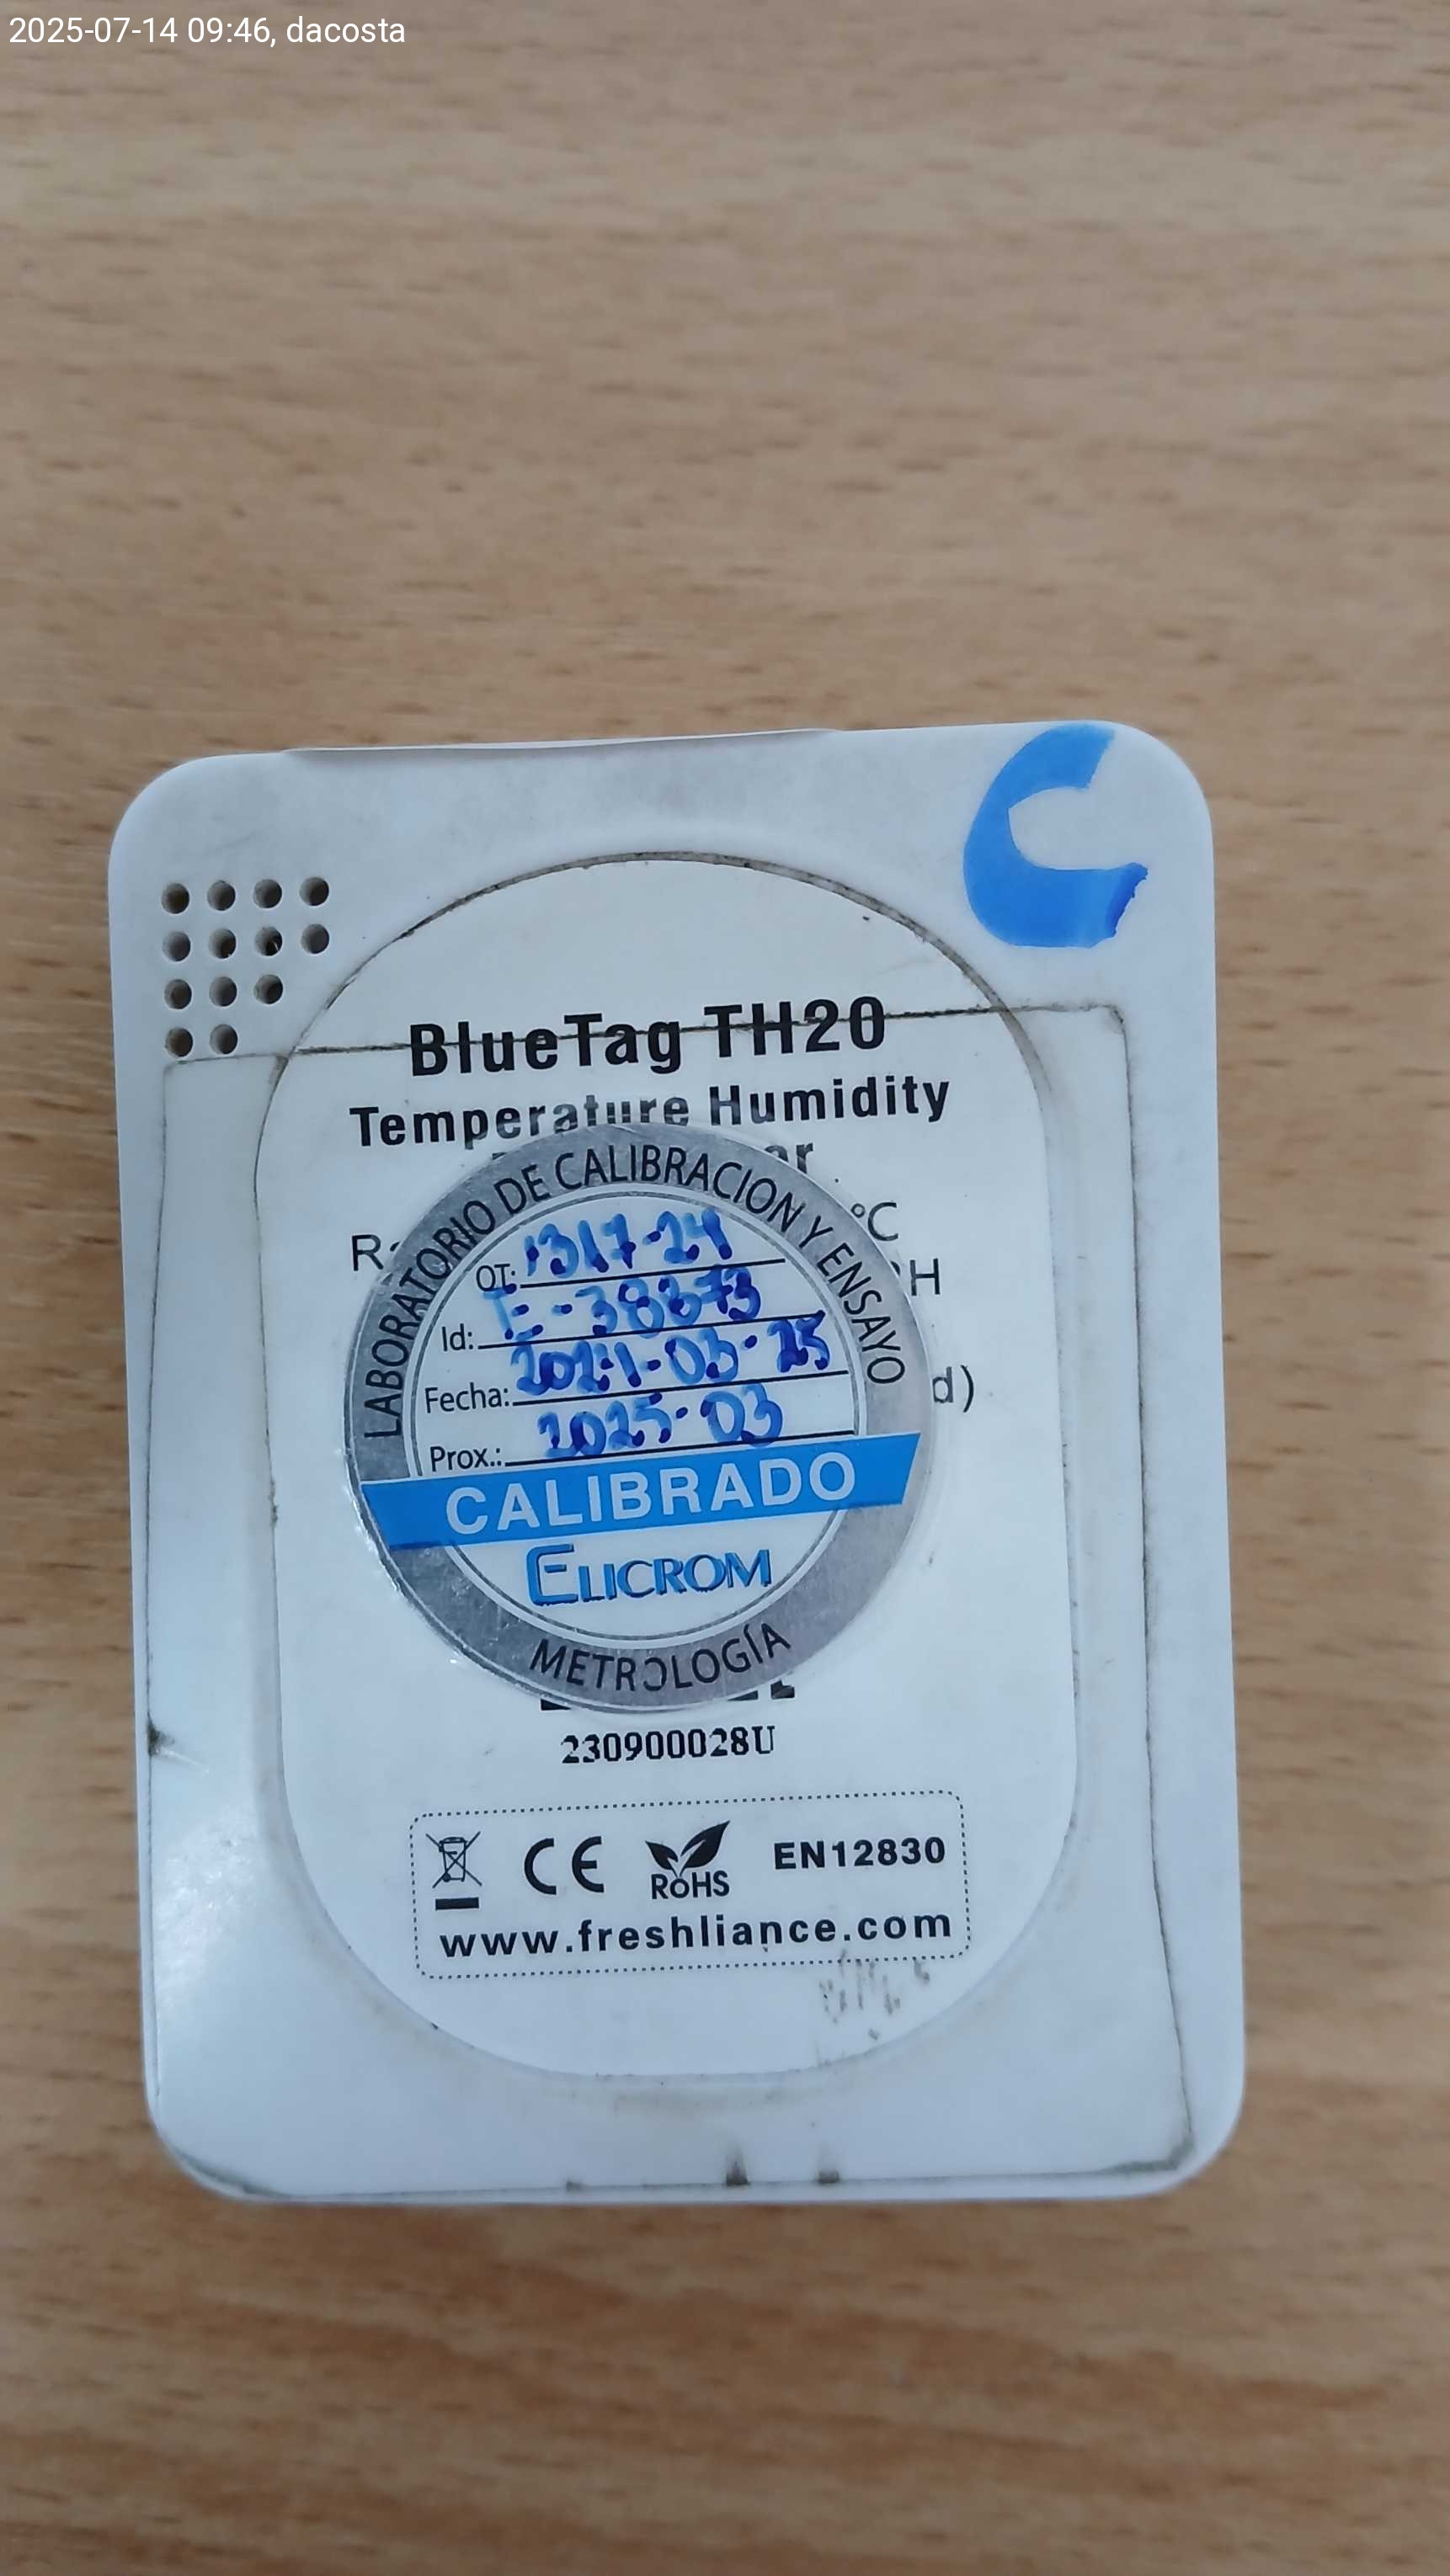 2025-07-14 09:46, dacosta
BlueTag TH20
Temperature Humidity
°C
LABORATORIO DE CALIBRACION Y ENSAYO
OT: 1317-24
Id: E-38373
Fecha: 2024-03-25
Prox.: 2025-03
d)
CALIBRADO
ELICROM
METROLOGÍA
230900028U
CE RoHS EN12830
www.freshliance.com